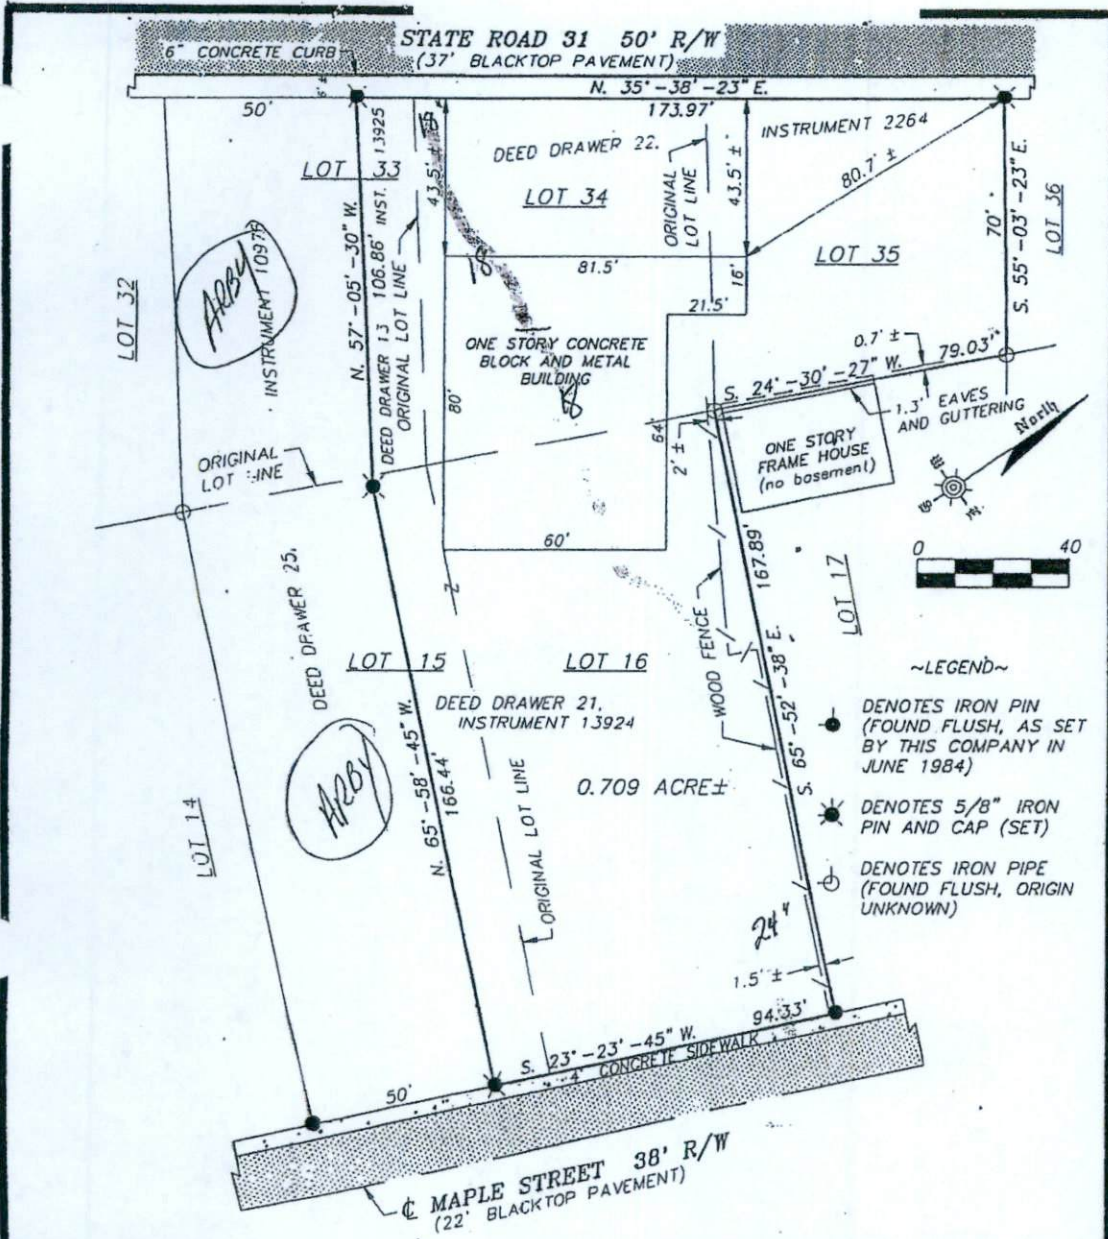 STATE ROAD 31 50' R/W
(37' BLACKTOP PAVEMENT)
6" CONCRETE CURB
N. 35°-38'-23" E.
173.97'
50'
6' ±
LOT 33
DEED DRAWER 13 INST. 13925
N. 57°-05'-30" W.
106.86'
ORIGINAL LOT LINE
43.5'
DEED DRAWER 22,
INSTRUMENT 2264
LOT 34
ORIGINAL
LOT LINE
43.5' ±
80.7' ±
LOT 35
70'
S. 55°-03'-23" E.
LOT 36
LOT 32
ARBY
INSTRUMENT 10975
18
81.5'
16'
21.5'
ONE STORY CONCRETE
BLOCK AND METAL
BUILDING
18
80'
64'
0.7' ±
S. 24°-30'-27" W.
79.03'
1.3'
EAVES
AND GUTTERING
2' ±
ONE STORY
FRAME HOUSE
(no basement)
North
ORIGINAL
LOT LINE
60'
0
40
DEED DRAWER 25,
WOOD FENCE
167.89'
S. 65°-52'-38" E.
LOT 17
LOT 15
LOT 16
DEED DRAWER 21,
INSTRUMENT 13924
N. 65°-58'-45" W.
166.44'
0.709 ACRE±
ORIGINAL LOT LINE
ARBY
LOT 14
~LEGEND~
DENOTES IRON PIN
(FOUND FLUSH, AS SET
BY THIS COMPANY IN
JUNE 1984)
DENOTES 5/8" IRON
PIN AND CAP (SET)
DENOTES IRON PIPE
(FOUND FLUSH, ORIGIN
UNKNOWN)
24"
1.5' ±
94.33'
S. 23°-23'-45" W.
4' CONCRETE SIDEWALK
50'
℄ MAPLE STREET 38' R/W
(22' BLACKTOP PAVEMENT)